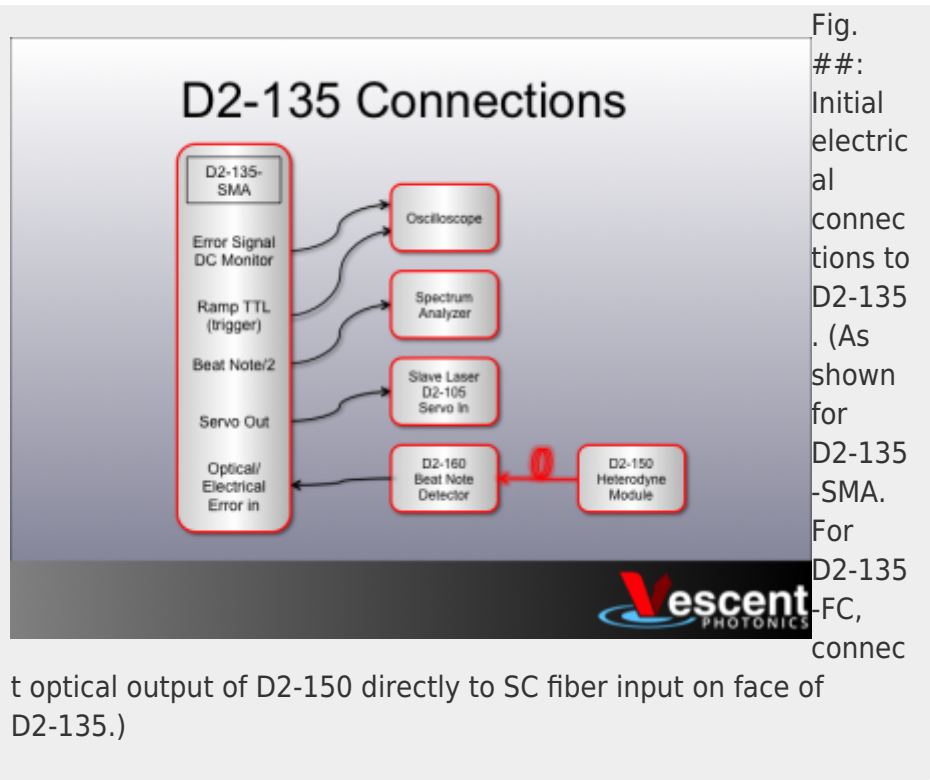 D2-135 Connections
D2-135-
SMA
Error Signal
DC Monitor
Ramp TTL
(trigger)
Beat Note/2
Servo Out
Optical/
Electrical
Error in
Oscilloscope
Spectrum
Analyzer
Slave Laser
D2-105
Servo In
D2-160
Beat Note
Detector
D2-150
Heterodyne
Module
Vescent
PHOTONICS
Fig.
##:
Initial
electric
al
connec
tions to
D2-135
. (As
shown
for
D2-135
-SMA.
For
D2-135
-FC,
connec
t optical output of D2-150 directly to SC fiber input on face of
D2-135.)